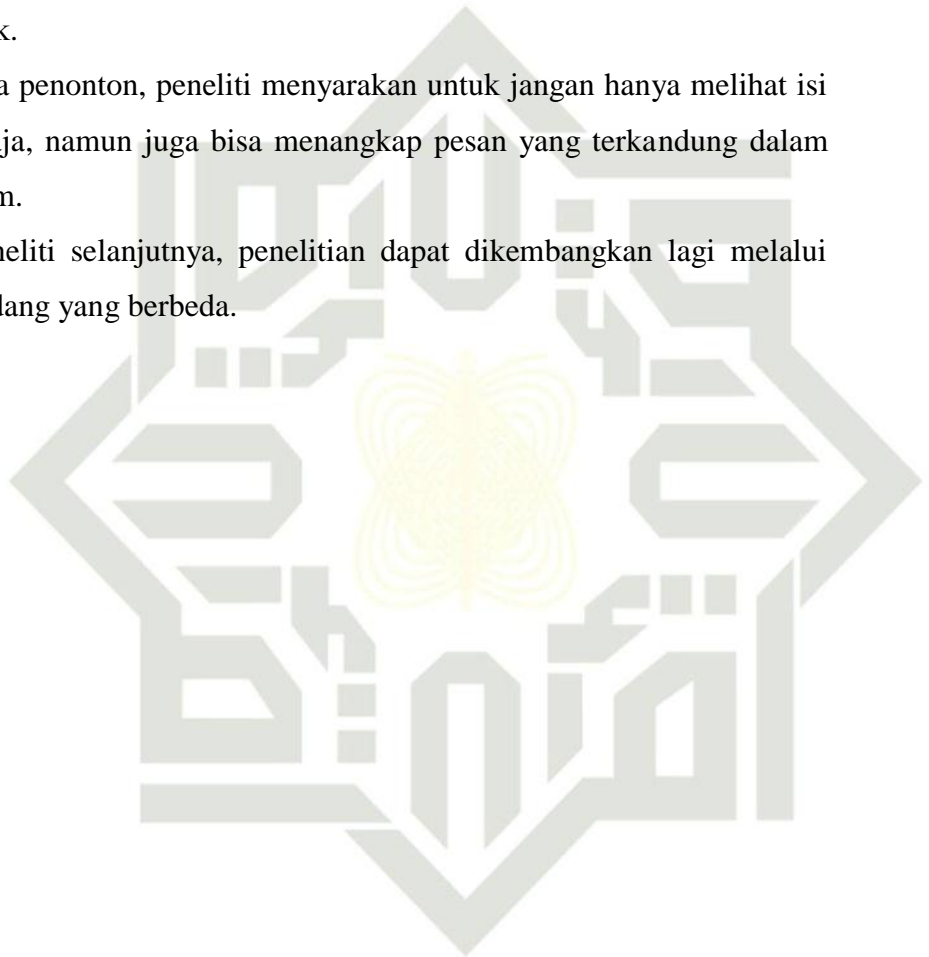 k.
a penonton, peneliti menyarakan untuk jangan hanya melihat isi
ja, namun juga bisa menangkap pesan yang terkandung dalam
m.
neliti selanjutnya, penelitian dapat dikembangkan lagi melalui
dang yang berbeda.